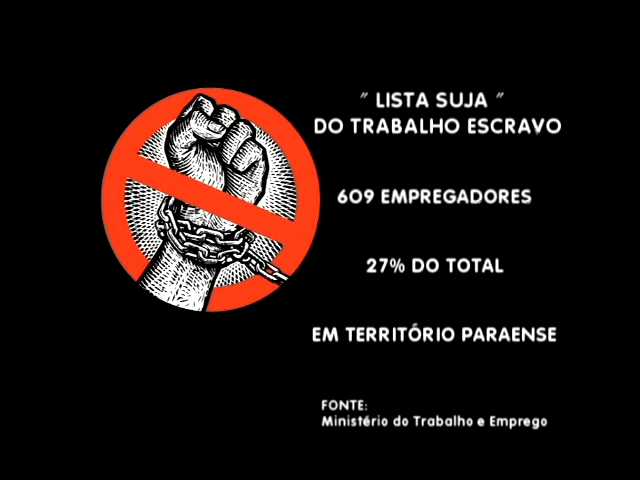 " LISTA SUJA "
DO TRABALHO ESCRAVO
609 EMPREGADORES
27% DO TOTAL
EM TERRITÓRIO PARAENSE
FONTE:
Ministério do Trabalho e Emprego